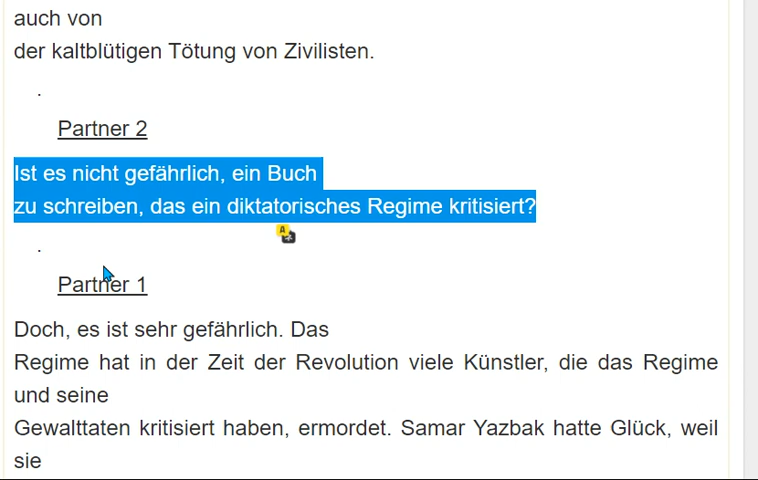 auch von
der kaltblütigen Tötung von Zivilisten.
.
Partner 2
Ist es nicht gefährlich, ein Buch
zu schreiben, das ein diktatorisches Regime kritisiert?
.
Partner 1
Doch, es ist sehr gefährlich. Das
Regime hat in der Zeit der Revolution viele Künstler, die das Regime
und seine
Gewalttaten kritisiert haben, ermordet. Samar Yazbak hatte Glück, weil
sie